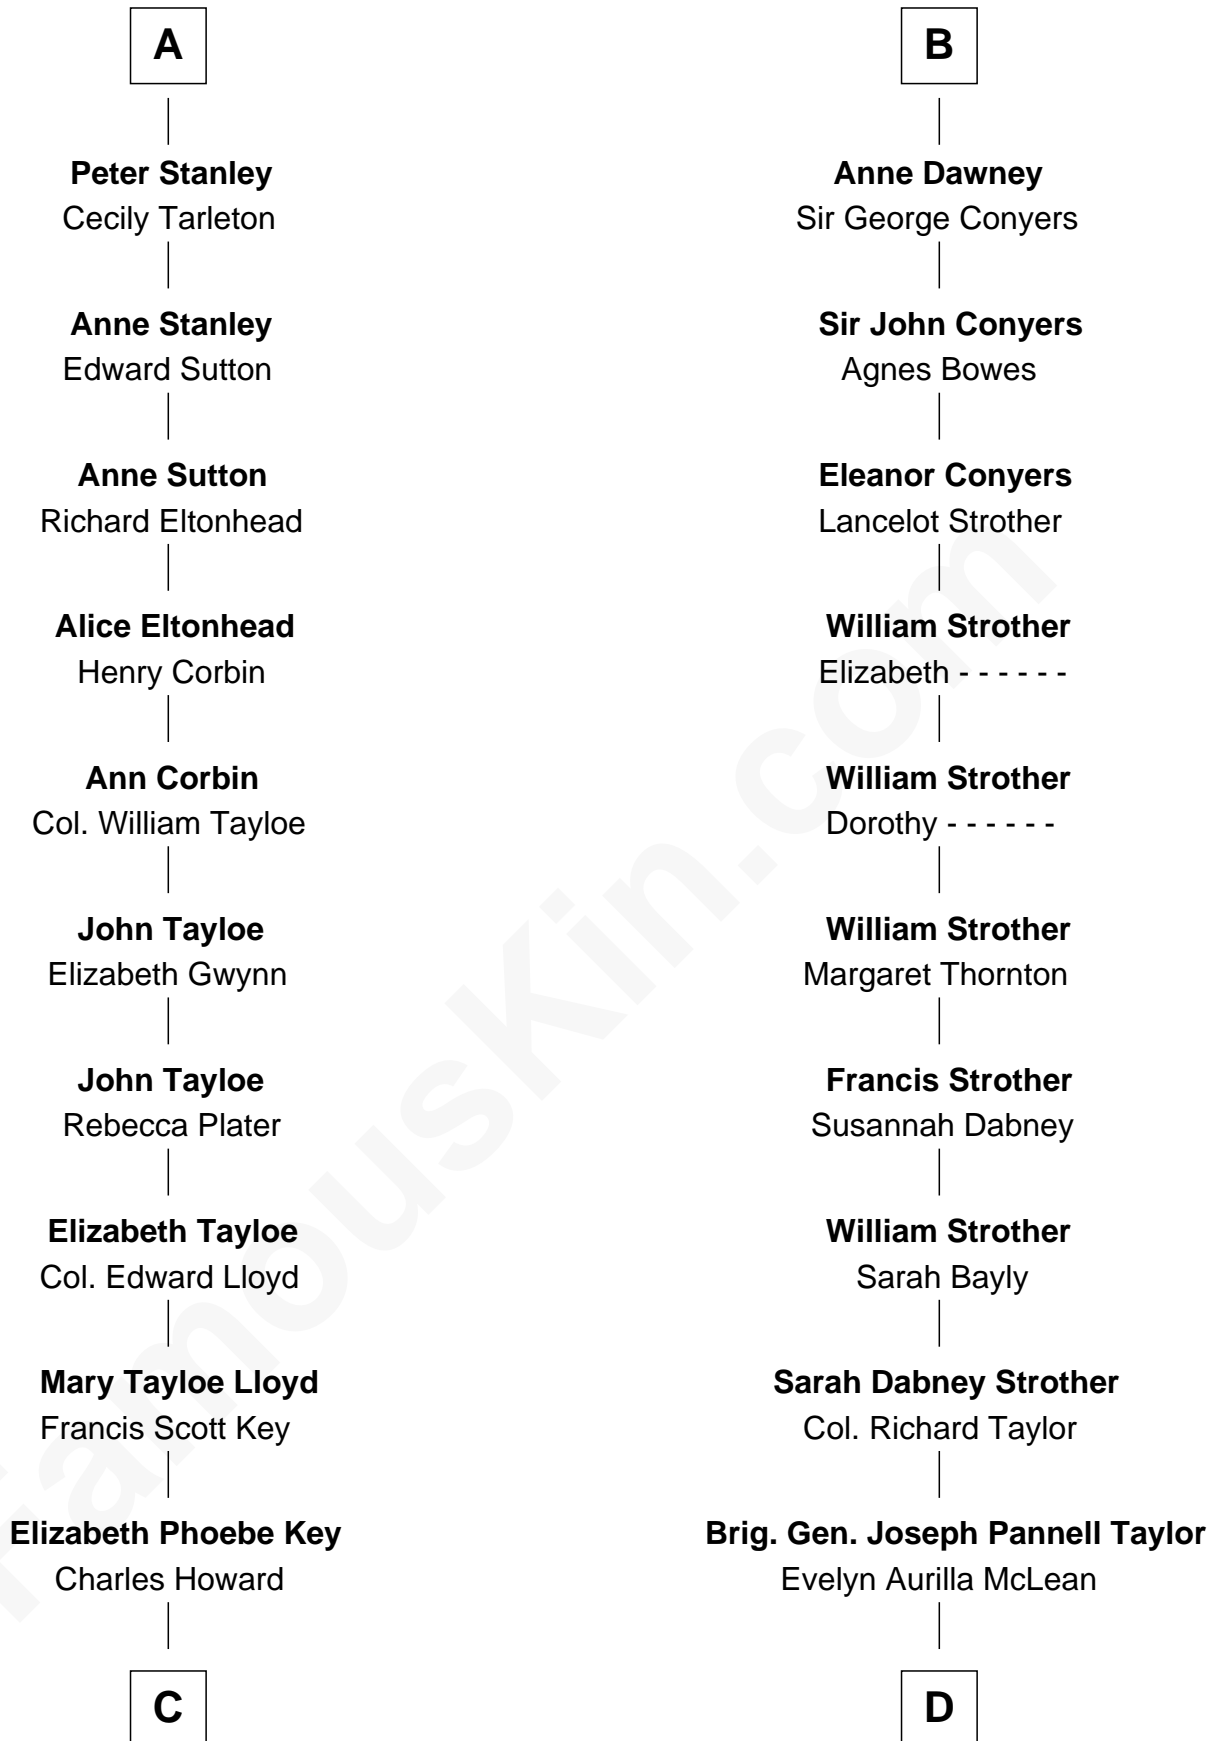 A
Peter Stanley
Cecily Tarleton
Anne Stanley
Edward Sutton
Anne Sutton
Richard Eltonhead
Alice Eltonhead
Henry Corbin
Ann Corbin
Col. William Tayloe
John Tayloe
Elizabeth Gwynn
John Tayloe
Rebecca Plater
Elizabeth Tayloe
Col. Edward Lloyd
Mary Tayloe Lloyd
Francis Scott Key
Elizabeth Phoebe Key
Charles Howard
C
B
Anne Dawney
Sir George Conyers
Sir John Conyers
Agnes Bowes
Eleanor Conyers
Lancelot Strother
William Strother
Elizabeth - - - - - -
William Strother
Dorothy - - - - - -
William Strother
Margaret Thornton
Francis Strother
Susannah Dabney
William Strother
Sarah Bayly
Sarah Dabney Strother
Col. Richard Taylor
Brig. Gen. Joseph Pannell Taylor
Evelyn Aurilla McLean
D
FamousKin.com